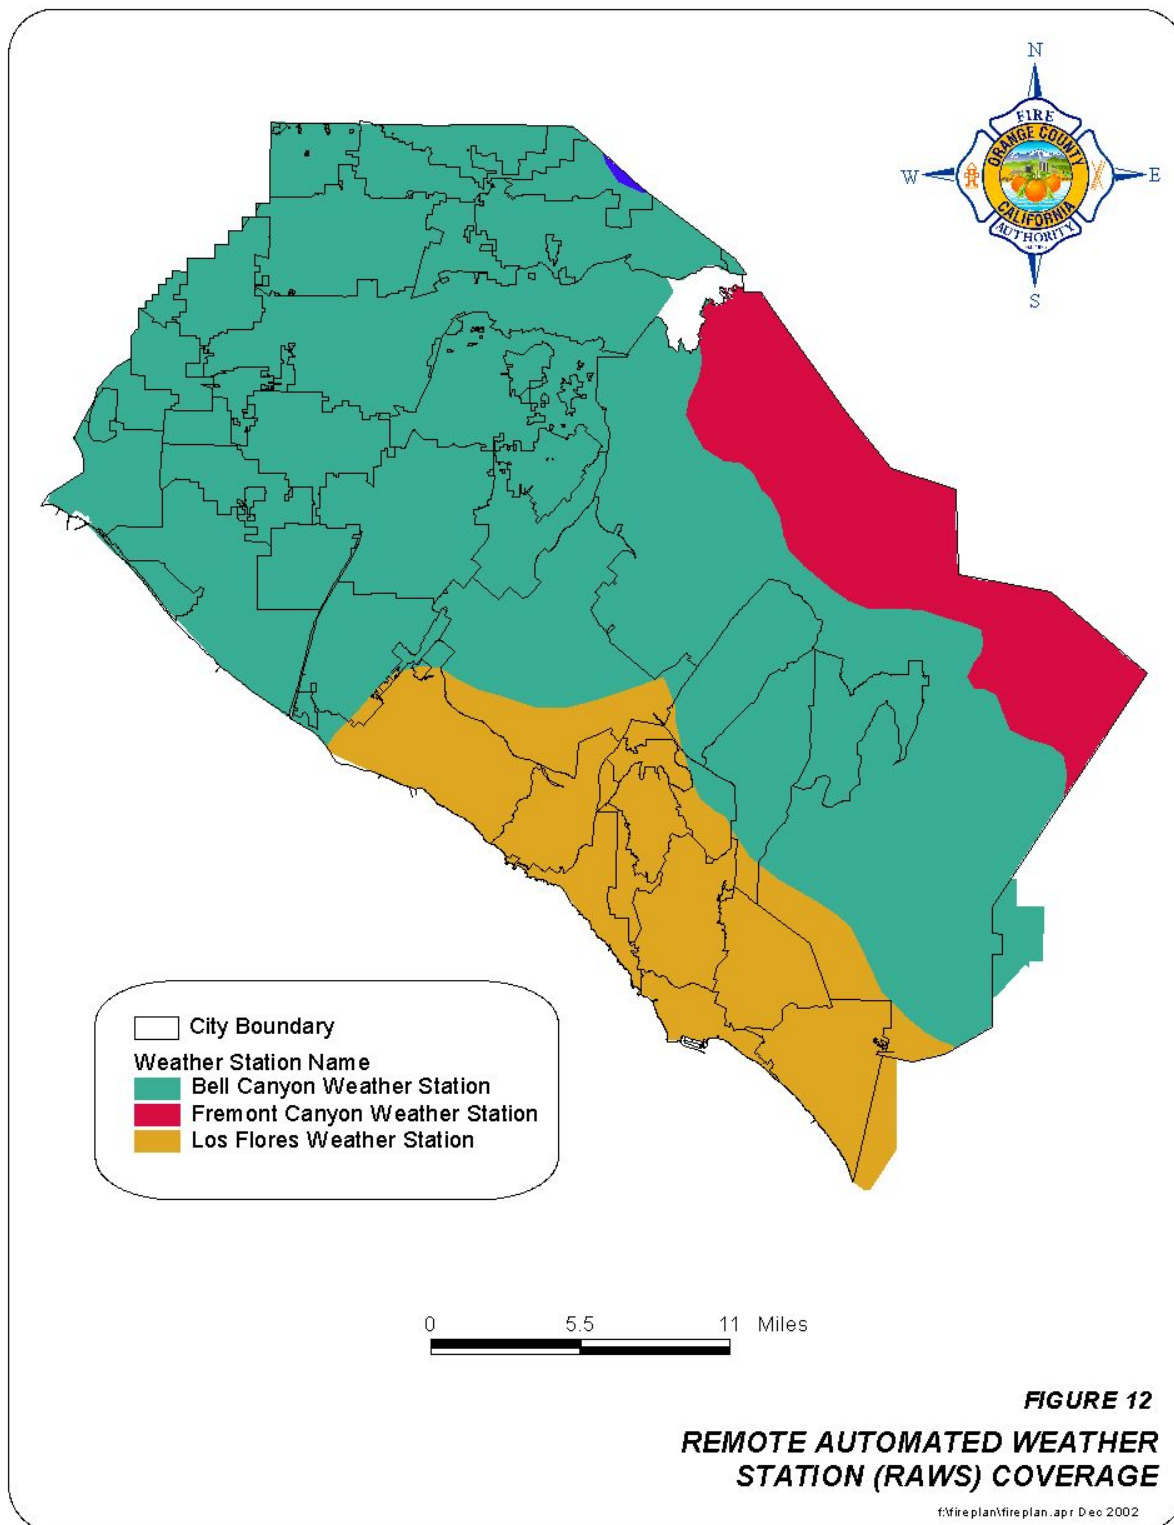 N
FIRE
ORANGE COUNTY
W
E
CALIFORNIA
AUTHORITY
S
City Boundary
Weather Station Name
Bell Canyon Weather Station
Fremont Canyon Weather Station
Los Flores Weather Station
0 5.5 11 Miles
FIGURE 12
REMOTE AUTOMATED WEATHER
STATION (RAWS) COVERAGE
f:\fireplan\fireplan.apr Dec 2002